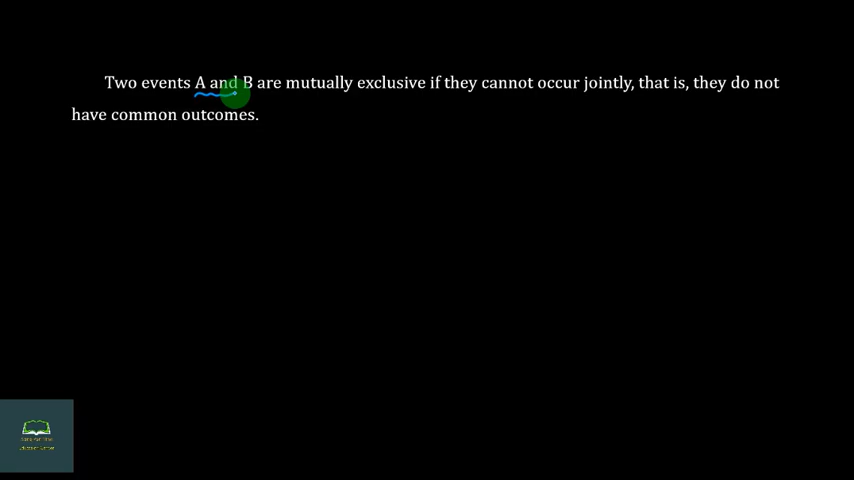 Two events A and B are mutually exclusive if they cannot occur jointly, that is, they do not
have common outcomes.